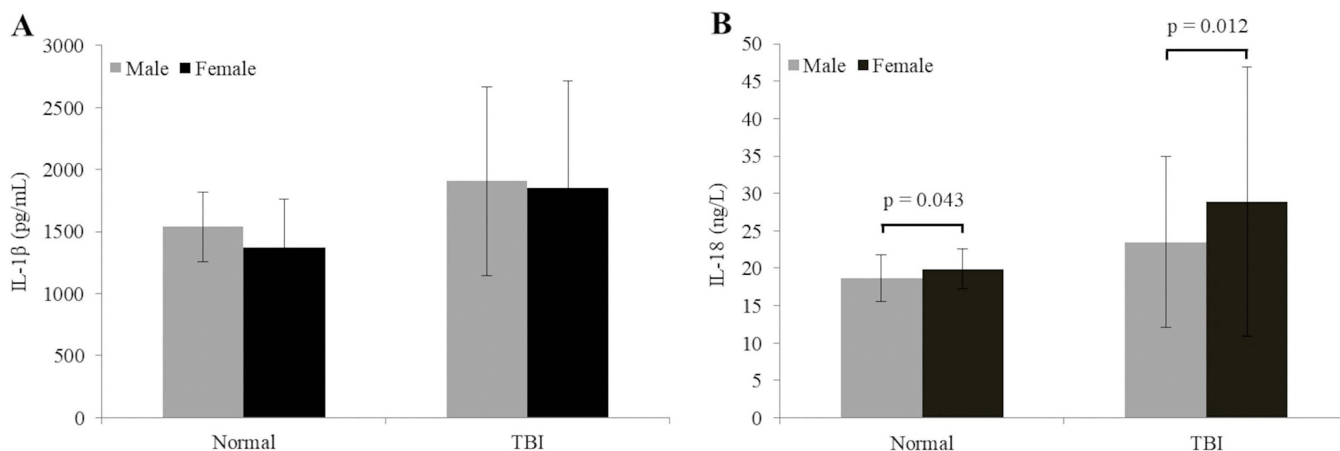 A
3000
2500
2000
1500
1000
500
0
IL-1β (pg/mL)
Male Female
Normal TBI
B
50
45
40
35
30
25
20
15
10
5
0
IL-18 (ng/L)
Male Female
p = 0.043
p = 0.012
Normal TBI